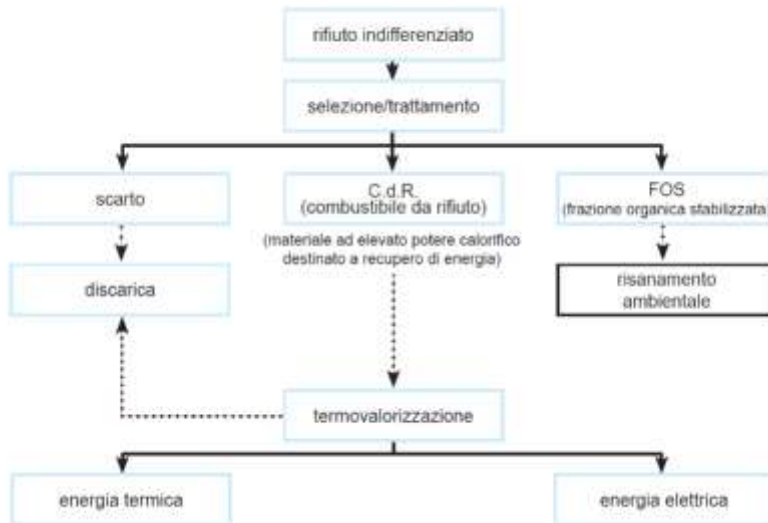 rifiuto indifferenziato
selezione/trattamento
scarto
C.d.R.
(combustibile da rifiuto)
FOS
(frazione organica stabilizzata)
(materiale ad elevato potere calorifico
destinato a recupero di energia)
discarica
risanamento
ambientale
termovalorizzazione
energia termica
energia elettrica